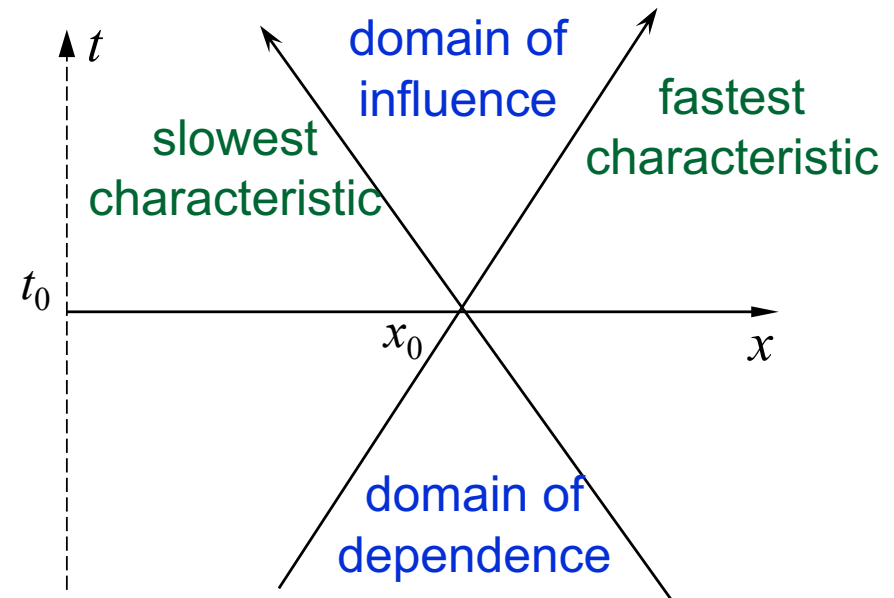 t
domain of
influence
fastest
characteristic
slowest
characteristic
t₀
x₀
x
domain of
dependence